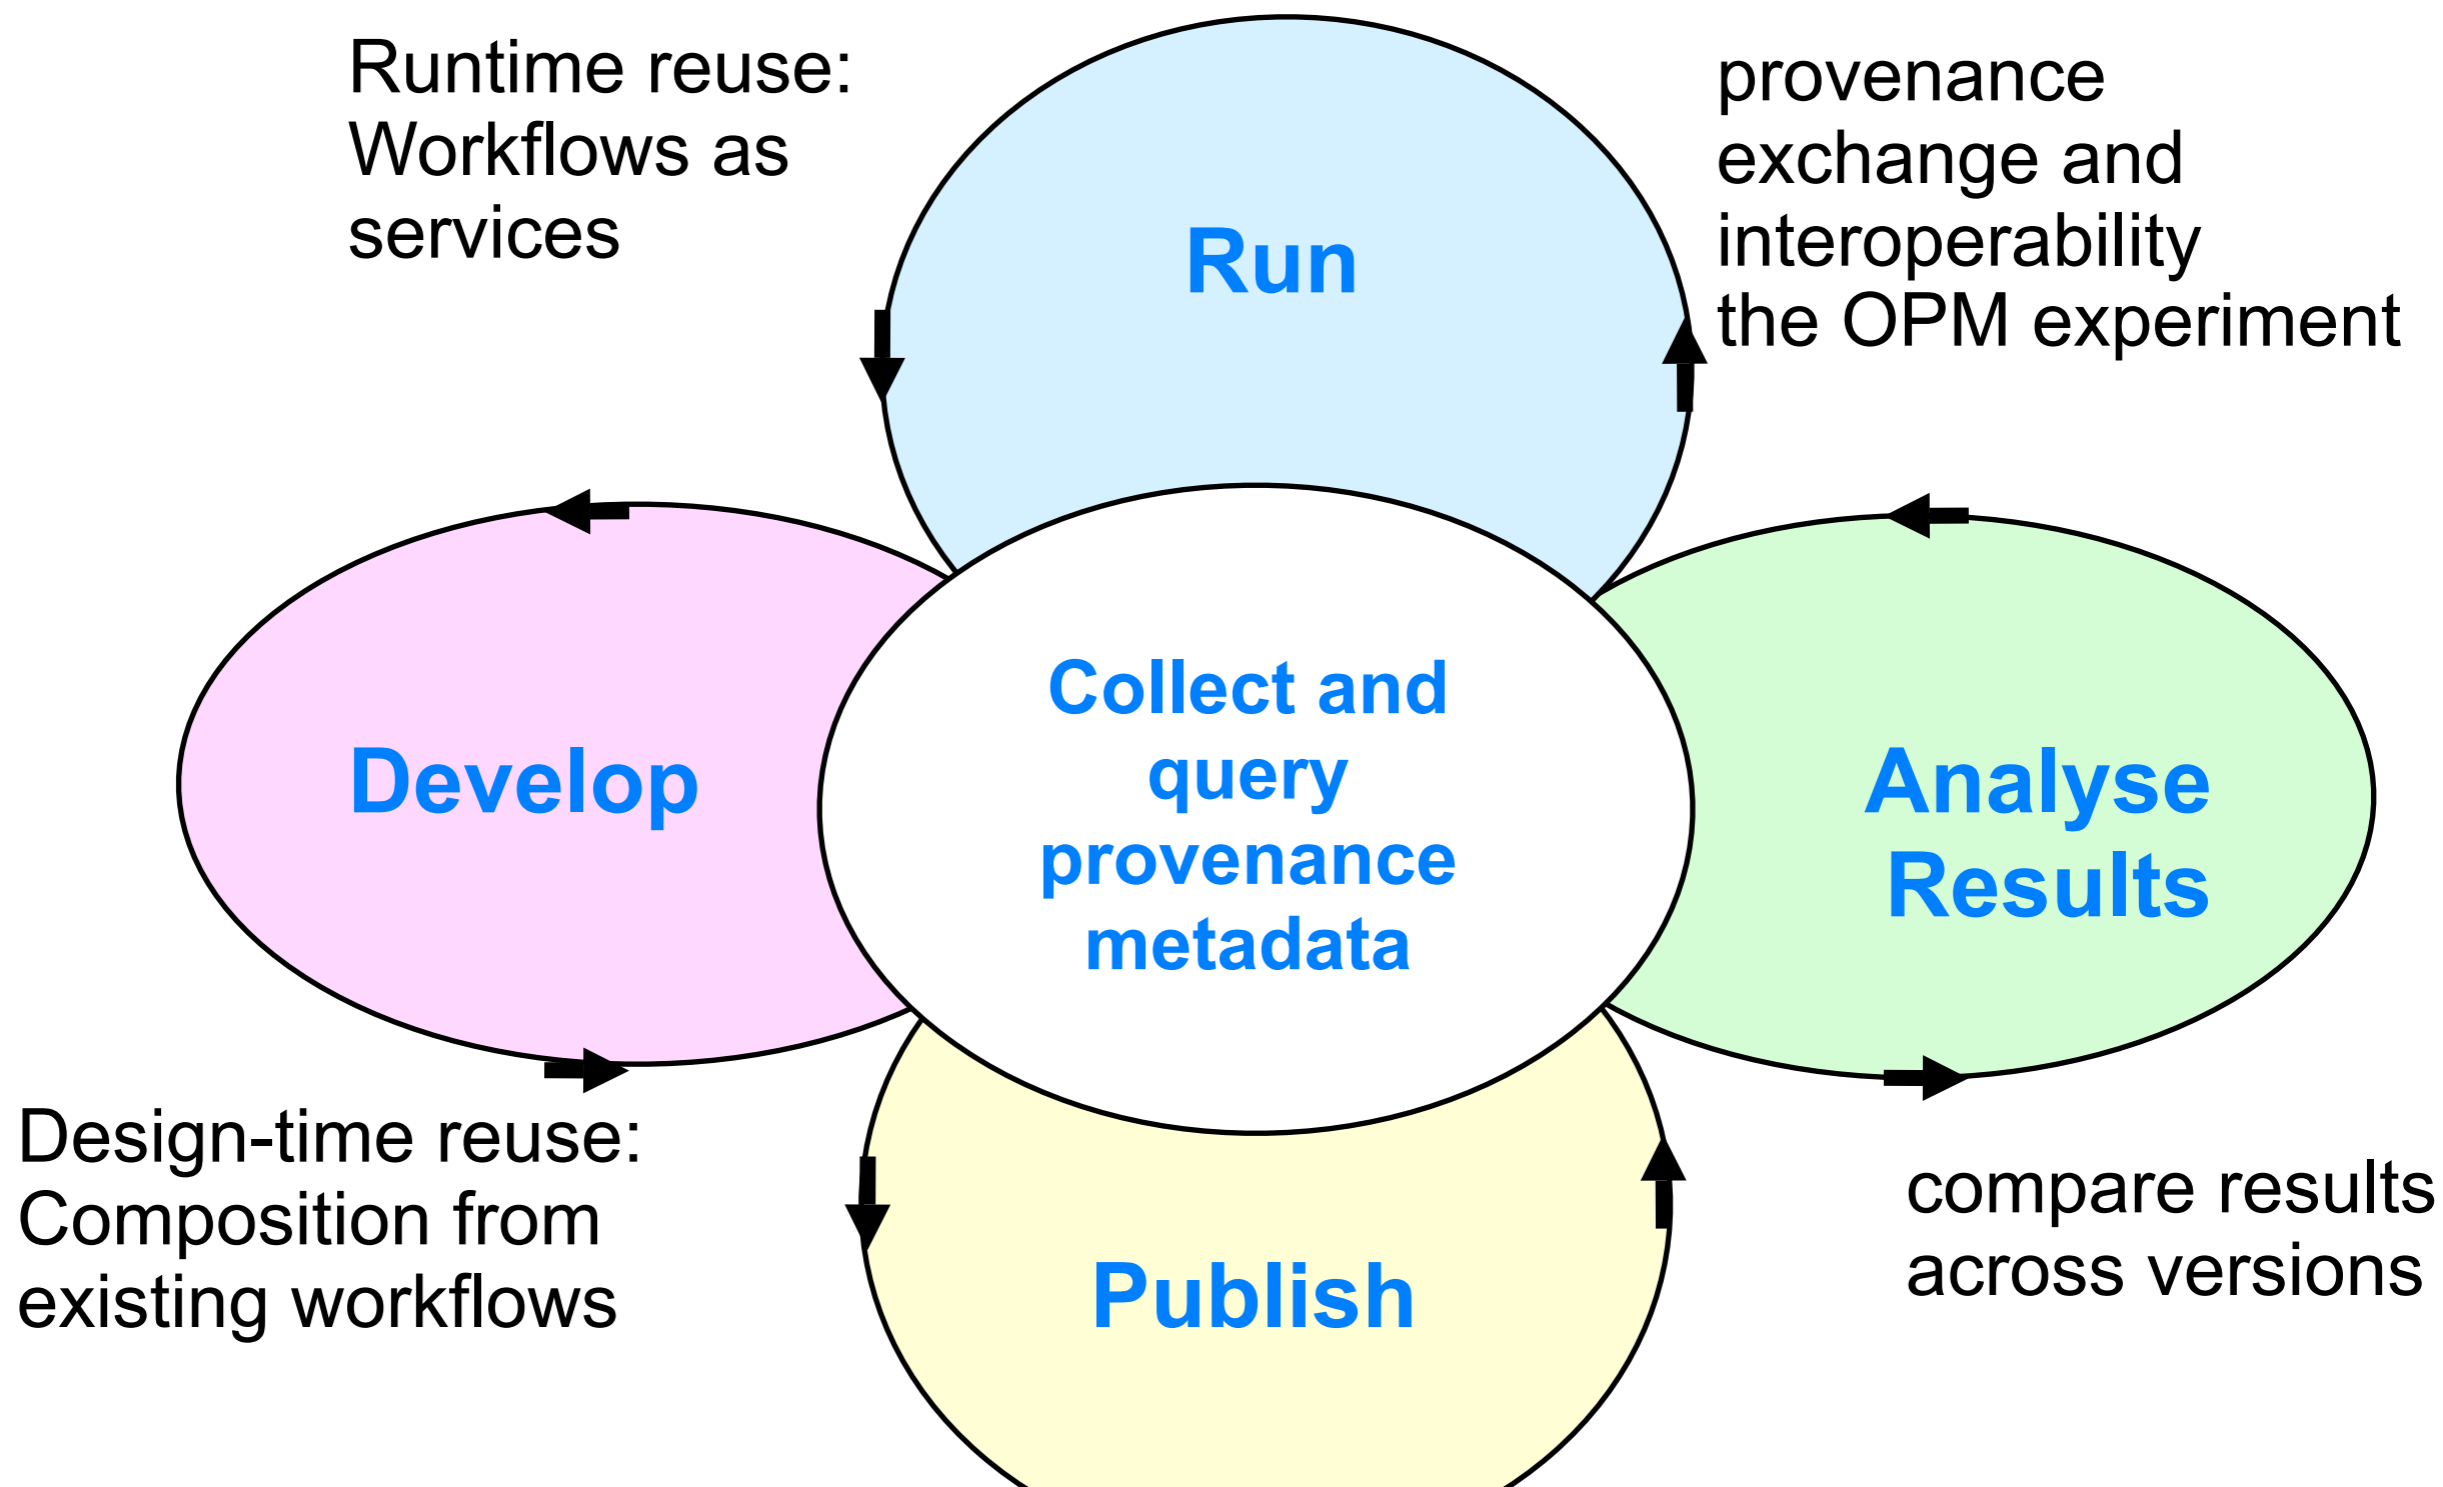 Runtime reuse:
Workflows as
services
provenance
exchange and
interoperability
the OPM experiment
Run
Develop
Collect and
query
provenance
metadata
Analyse
Results
Design-time reuse:
Composition from
existing workflows
Publish
compare results
across versions